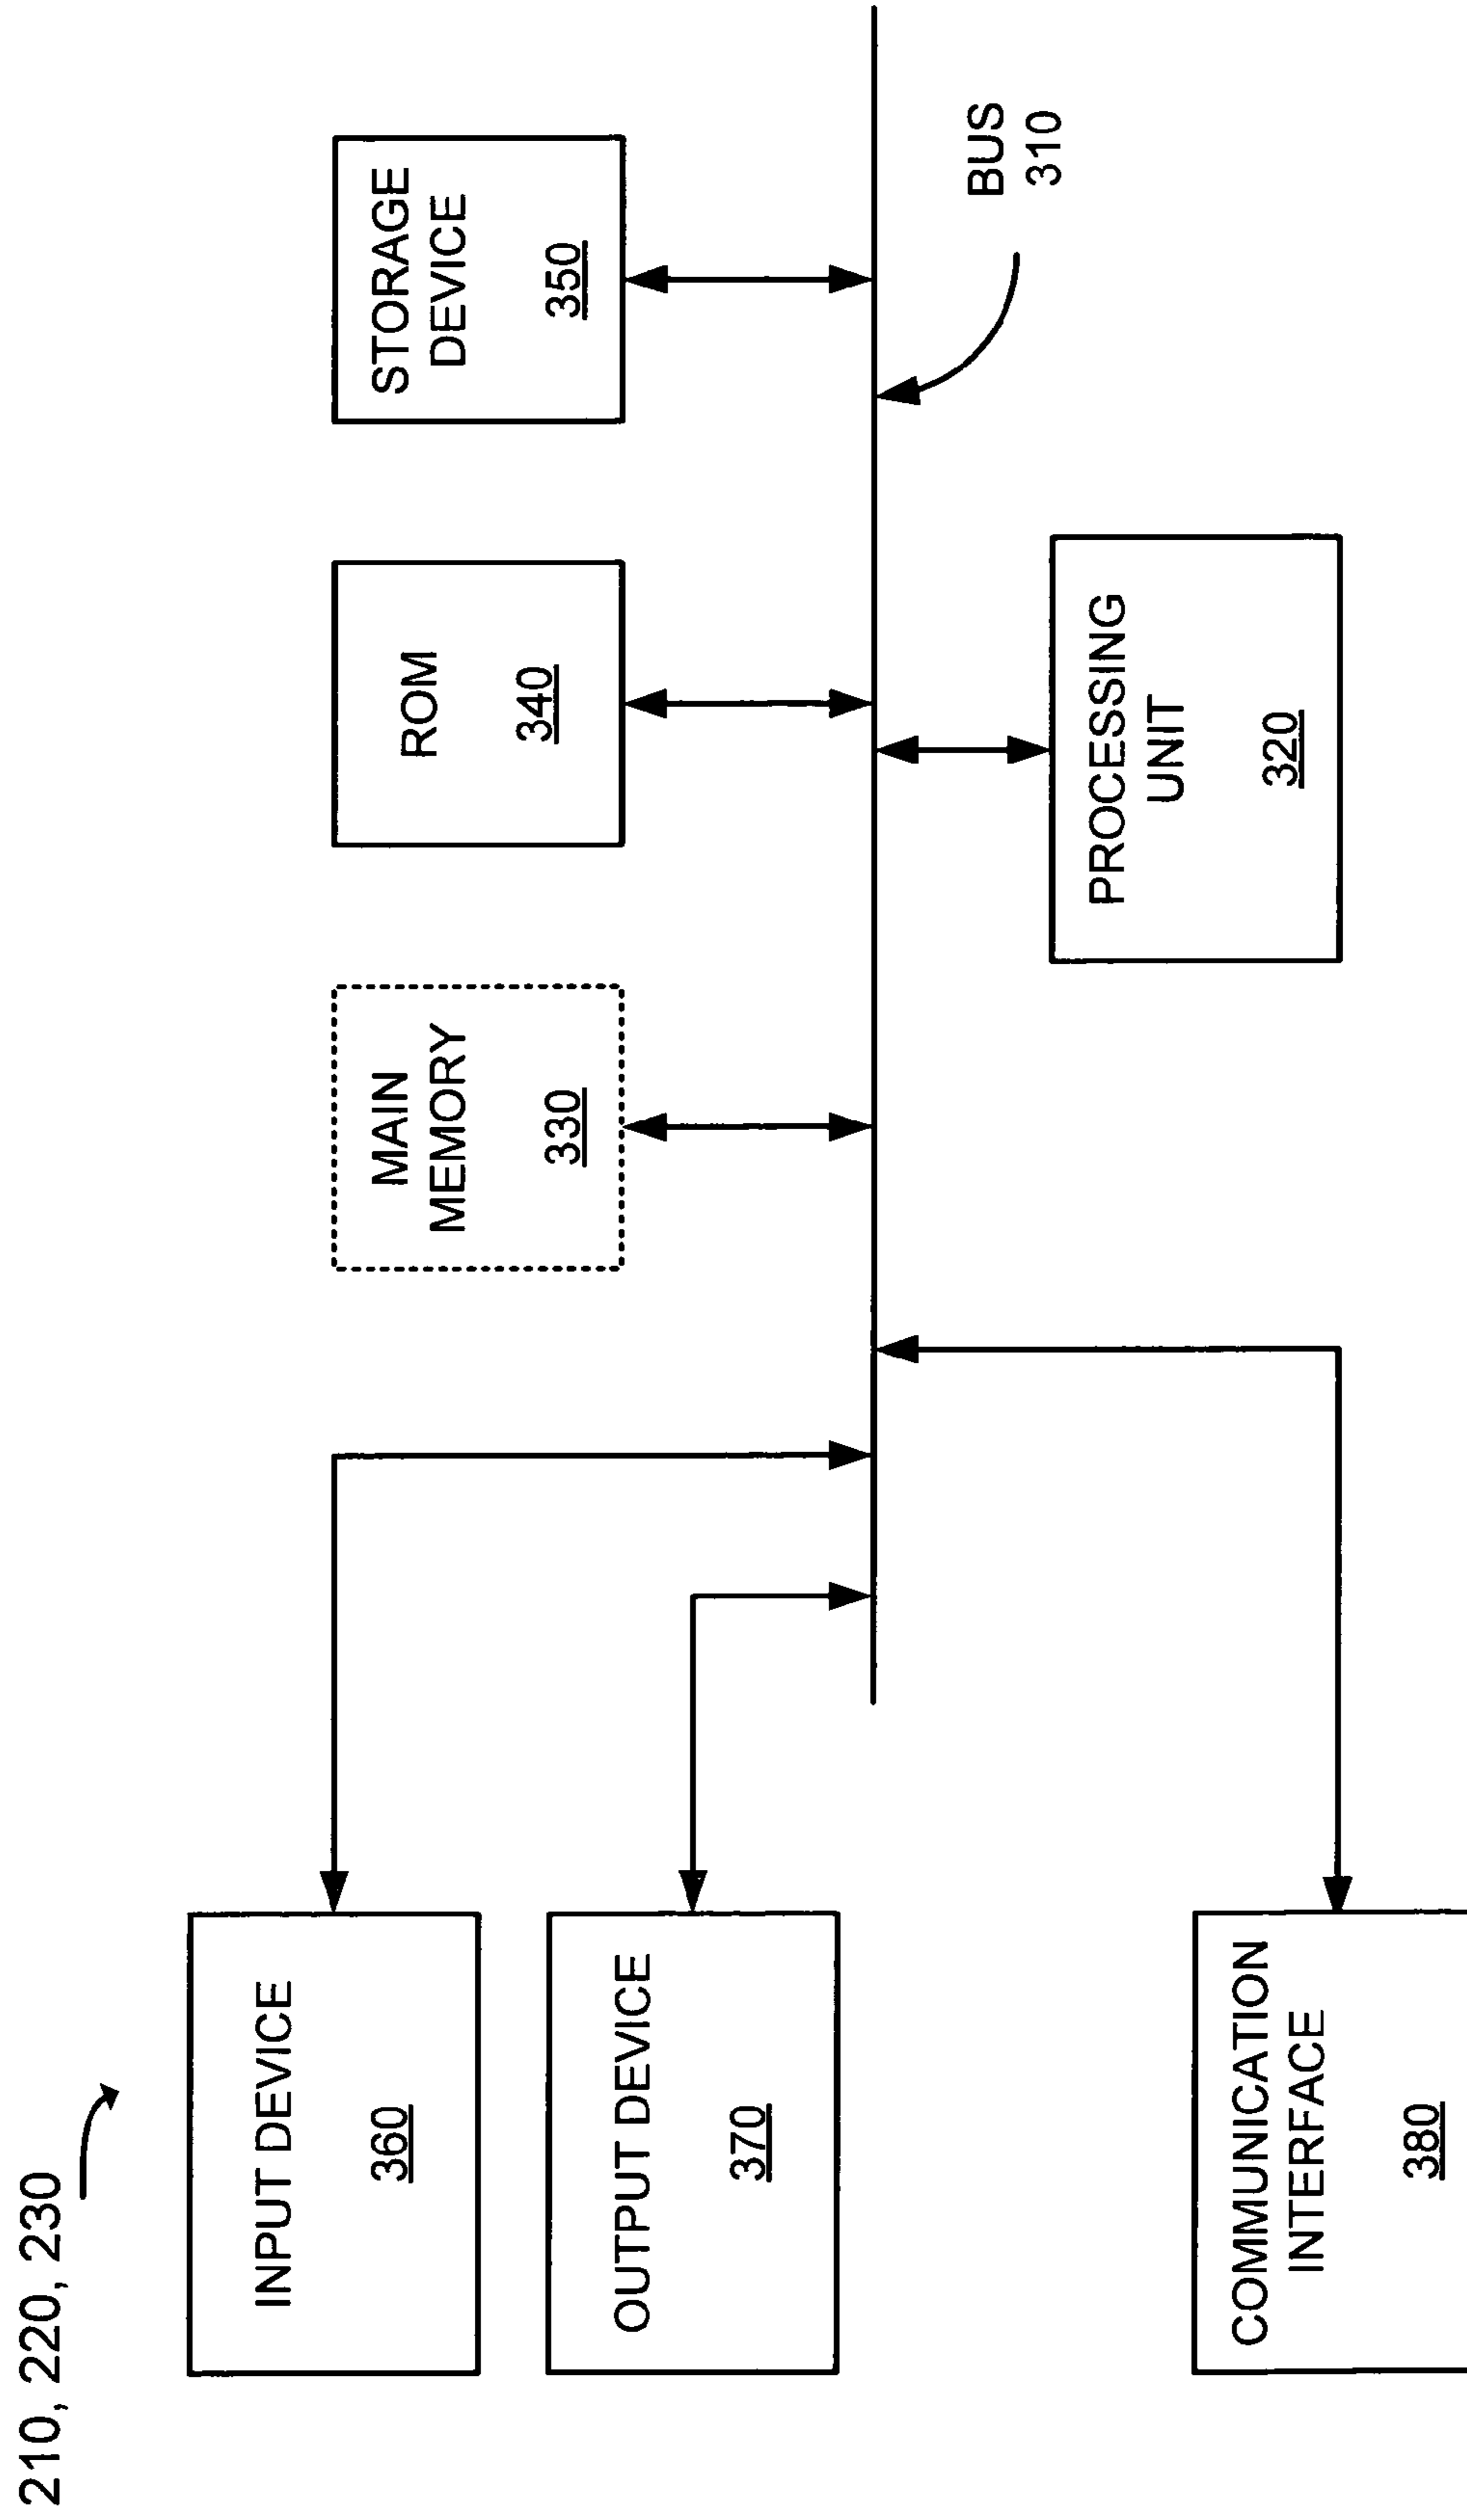 210, 220, 230
INPUT DEVICE
360
OUTPUT DEVICE
370
COMMUNICATION
INTERFACE
380
MAIN
MEMORY
330
ROM
340
STORAGE
DEVICE
350
PROCESSING
UNIT
320
BUS
310